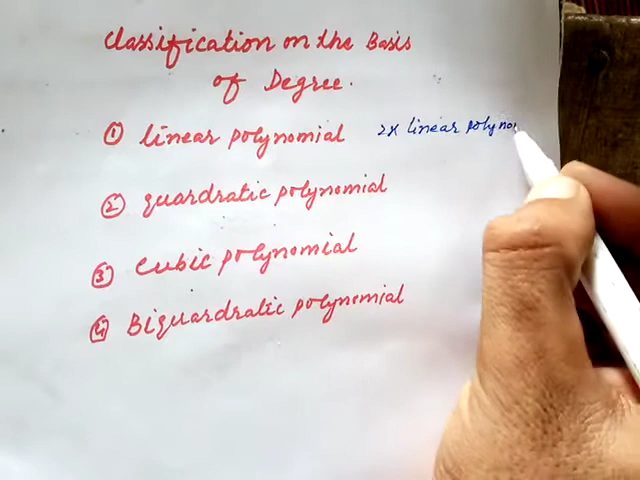 Classification on the Basis
of Degree.
① linear polynomial 2x linear polyno
② quardratic polynomial
③ Cubic polynomial
④ Biquardratic polynomial